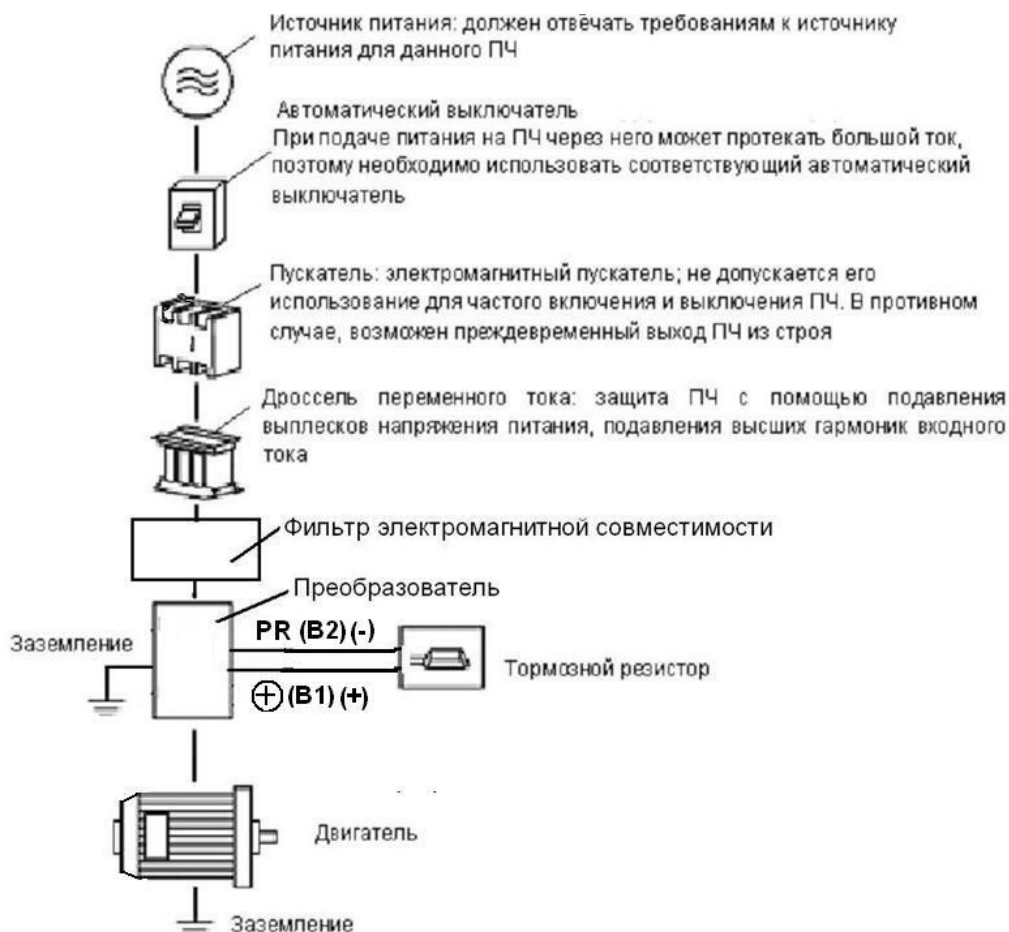 Источник питания: должен отвечать требованиям к источнику
питания для данного ПЧ
Автоматический выключатель
При подаче питания на ПЧ через него может протекать большой ток,
поэтому необходимо использовать соответствующий автоматический
выключатель
Пускатель: электромагнитный пускатель; не допускается его
использование для частого включения и выключения ПЧ. В противном
случае, возможен преждевременный выход ПЧ из строя
Дроссель переменного тока: защита ПЧ с помощью подавления
выплесков напряжения питания, подавления высших гармоник входного
тока
Фильтр электромагнитной совместимости
Преобразователь
PR (B2) (-)
Заземление
Тормозной резистор
(B1) (+)
Двигатель
Заземление